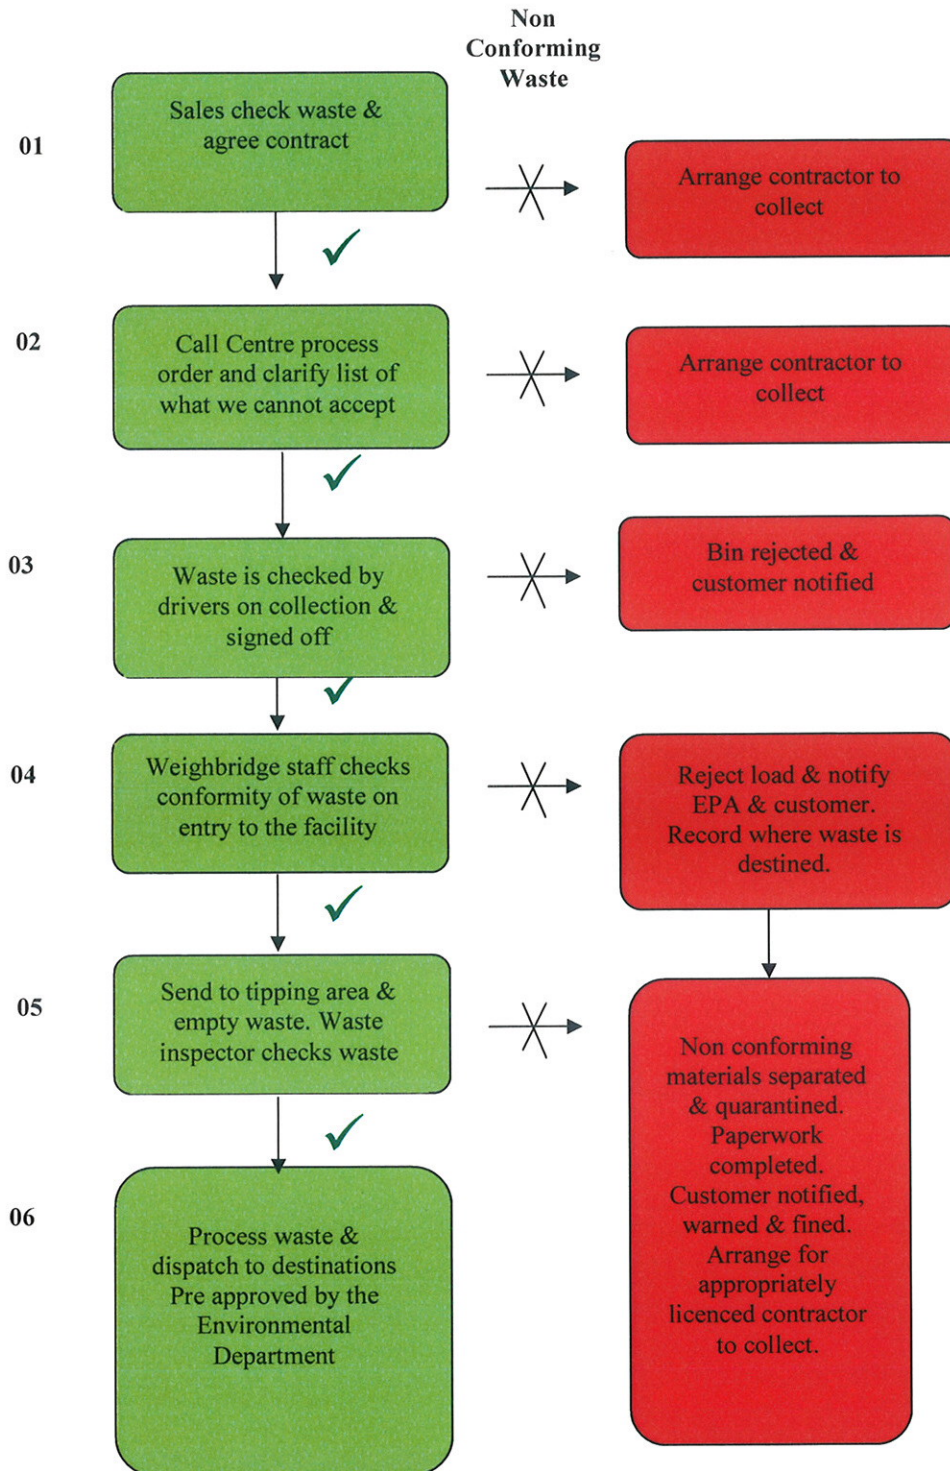 Non
Conforming
Waste
01
Sales check waste &
agree contract
Arrange contractor to
collect
02
Call Centre process
order and clarify list of
what we cannot accept
Arrange contractor to
collect
03
Waste is checked by
drivers on collection &
signed off
Bin rejected &
customer notified
04
Weighbridge staff checks
conformity of waste on
entry to the facility
Reject load & notify
EPA & customer.
Record where waste is
destined.
05
Send to tipping area &
empty waste. Waste
inspector checks waste
Non conforming
materials separated
& quarantined.
Paperwork
completed.
Customer notified,
warned & fined.
Arrange for
appropriately
licenced contractor
to collect.
06
Process waste &
dispatch to destinations
Pre approved by the
Environmental
Department